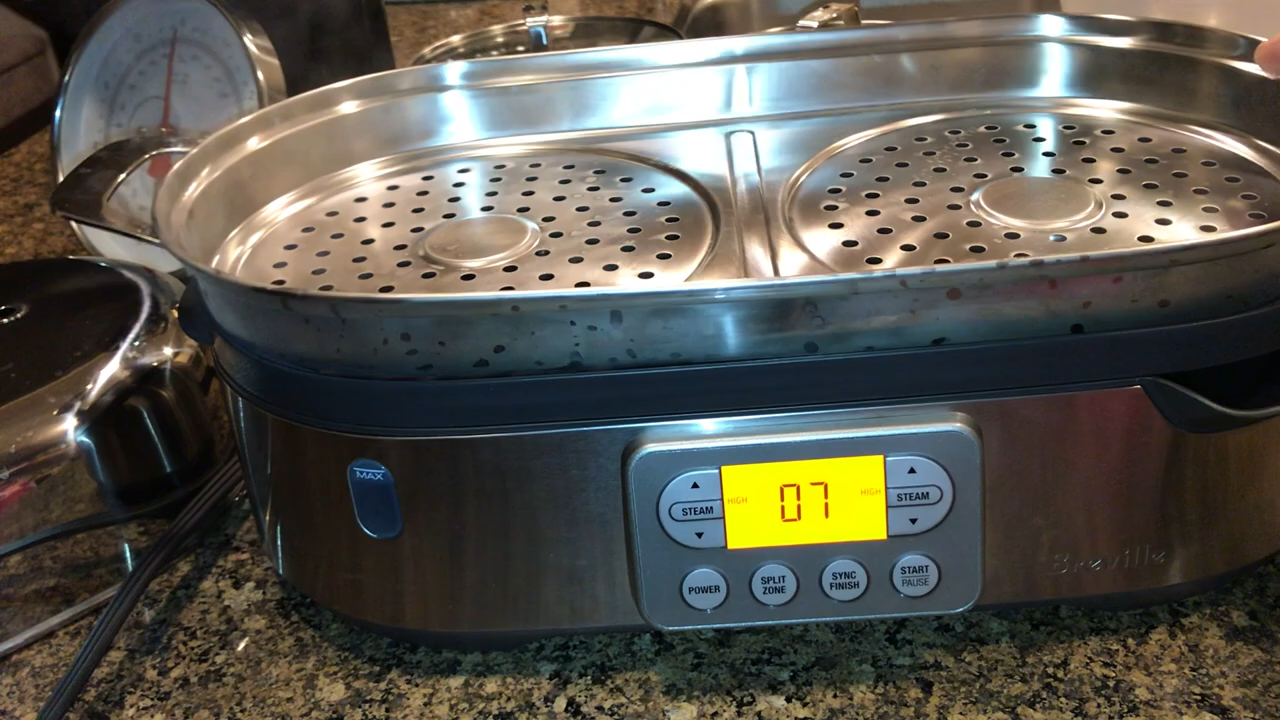 MAX
STEAM
HIGH
07
HIGH
STEAM
POWER
SPLIT
ZONE
SYNC
FINISH
START
PAUSE
Breville